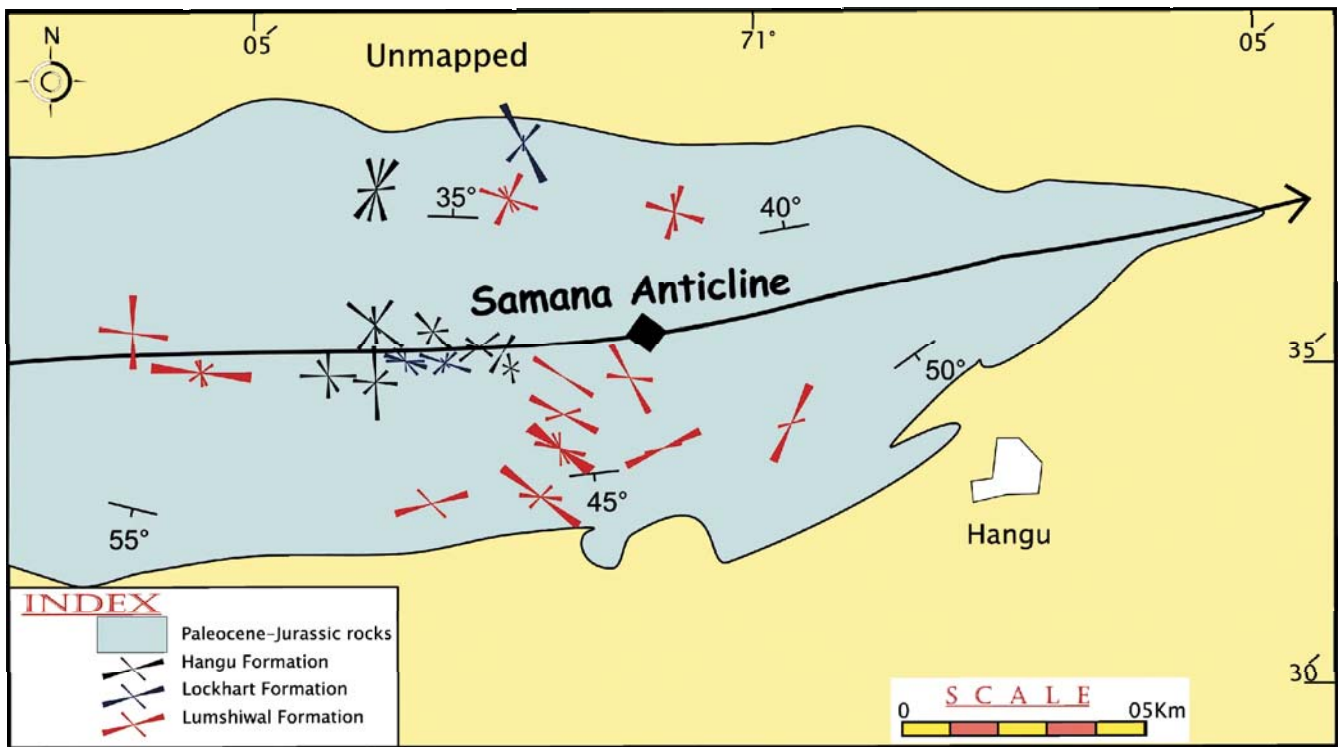 N
05′
71°
05′
Unmapped
35°
40°
Samana Anticline
35′
50°
45°
55°
Hangu
30′
INDEX
Paleocene-Jurassic rocks
Hangu Formation
Lockhart Formation
Lumshiwal Formation
SCALE
0 05Km